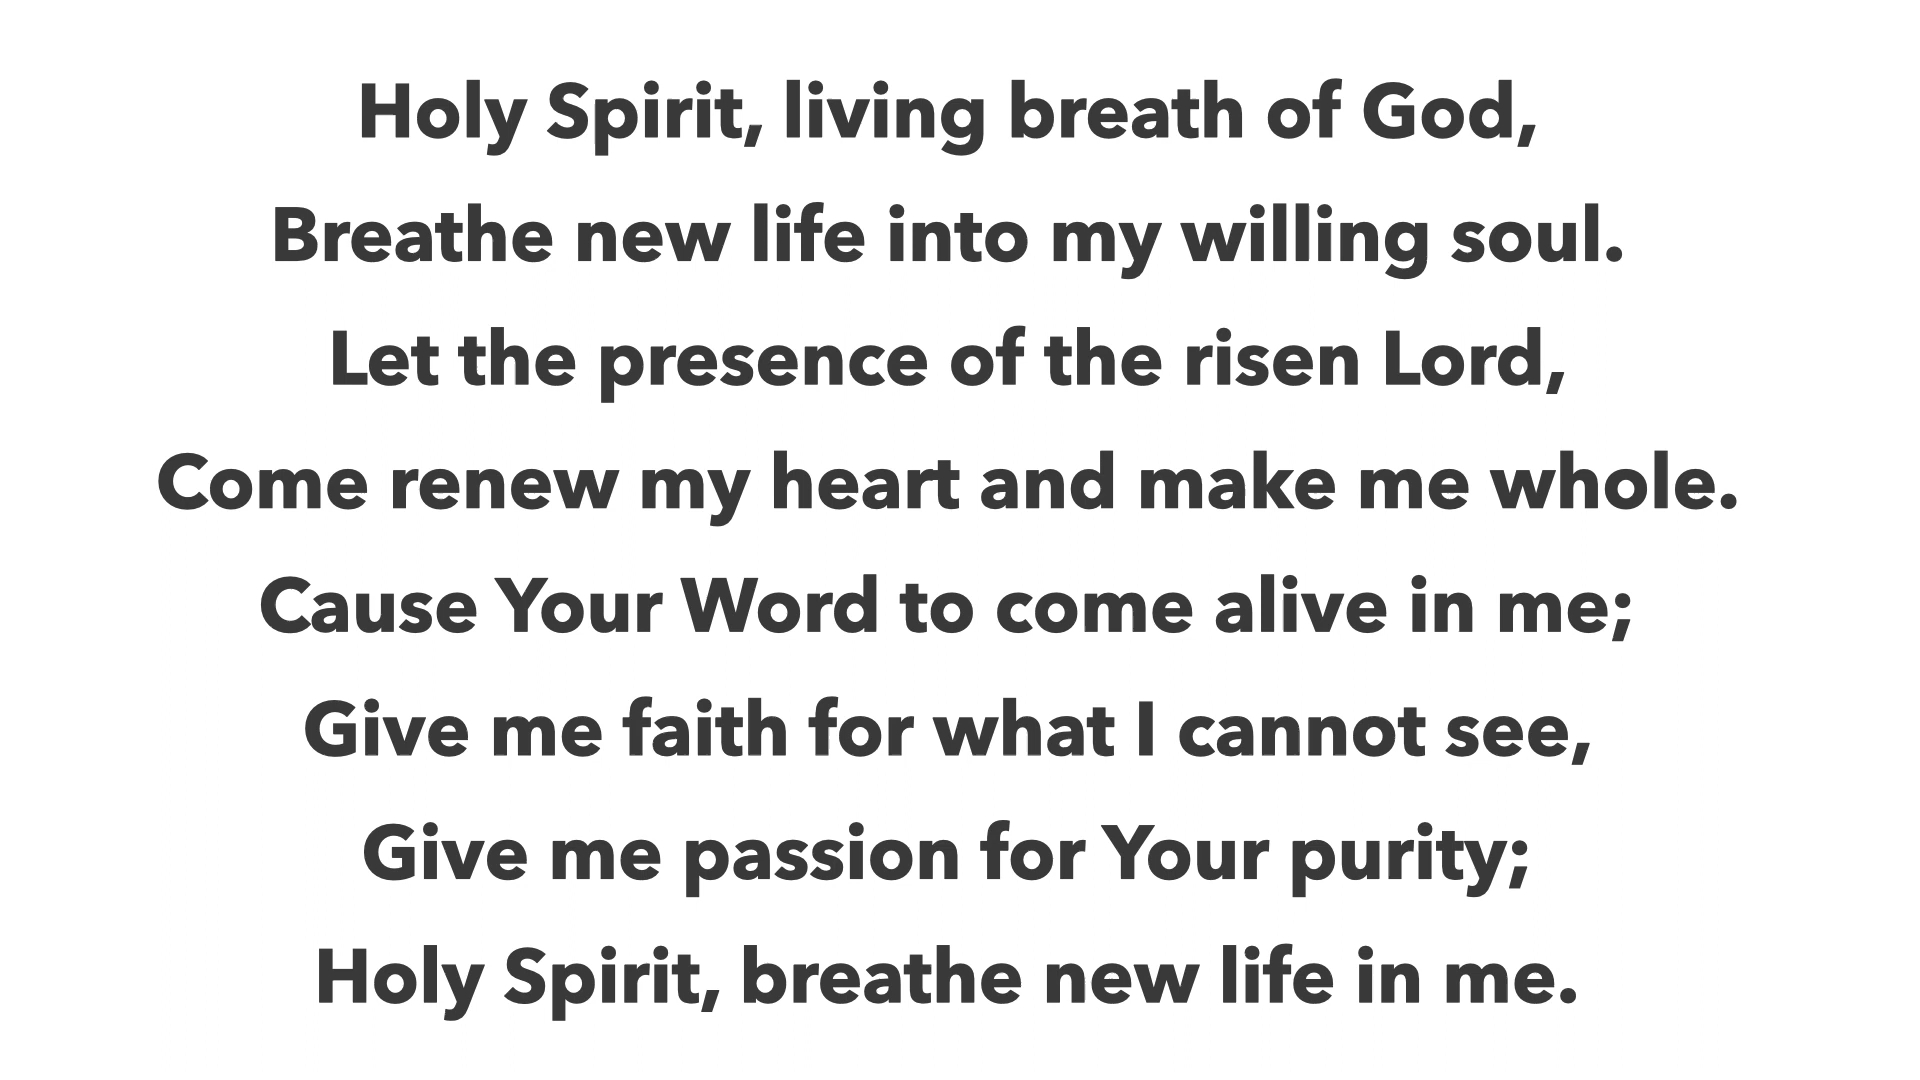 Holy Spirit, living breath of God,
Breathe new life into my willing soul.
Let the presence of the risen Lord,
Come renew my heart and make me whole.
Cause Your Word to come alive in me;
Give me faith for what I cannot see,
Give me passion for Your purity;
Holy Spirit, breathe new life in me.